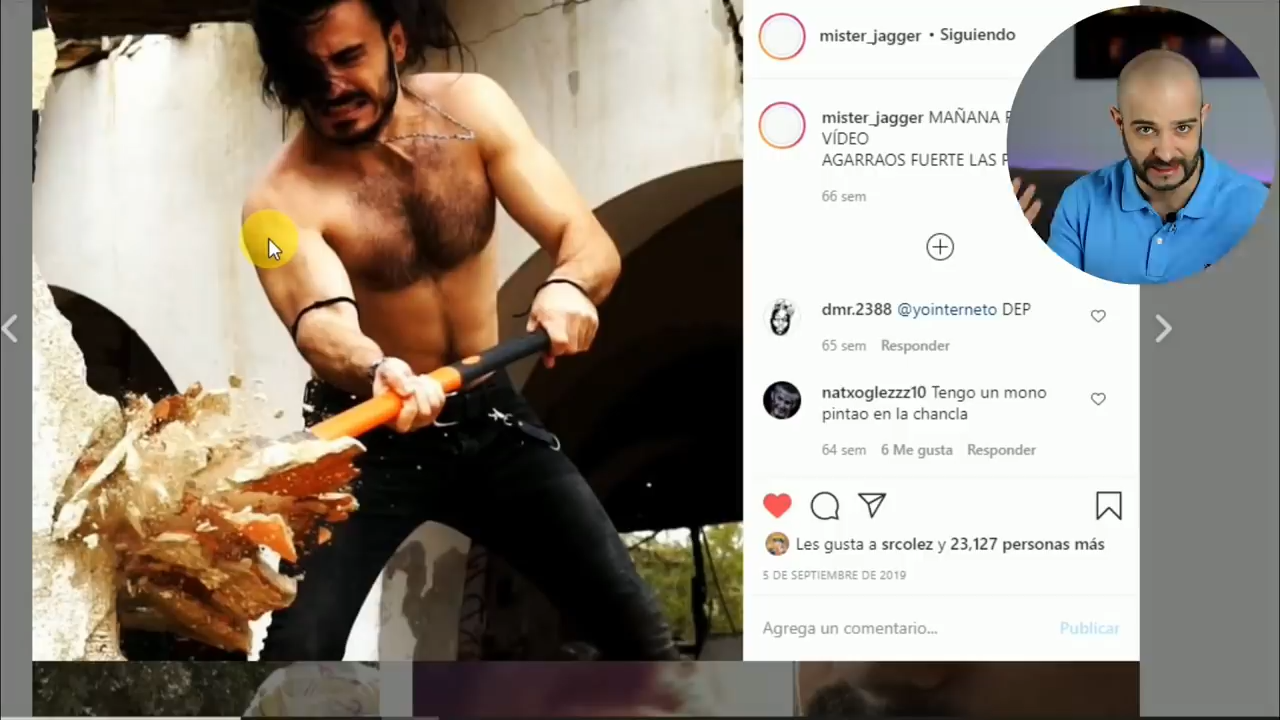 mister_jagger • Siguiendo
mister_jagger MAÑANA
VÍDEO
AGARRAOS FUERTE LAS
66 sem
dmr.2388 @yointerneto DEP
65 sem Responder
natxoglezzz10 Tengo un mono
pintao en la chancla
64 sem 6 Me gusta Responder
Les gusta a srcolez y 23,127 personas más
5 DE SEPTIEMBRE DE 2019
Agrega un comentario...
Publicar